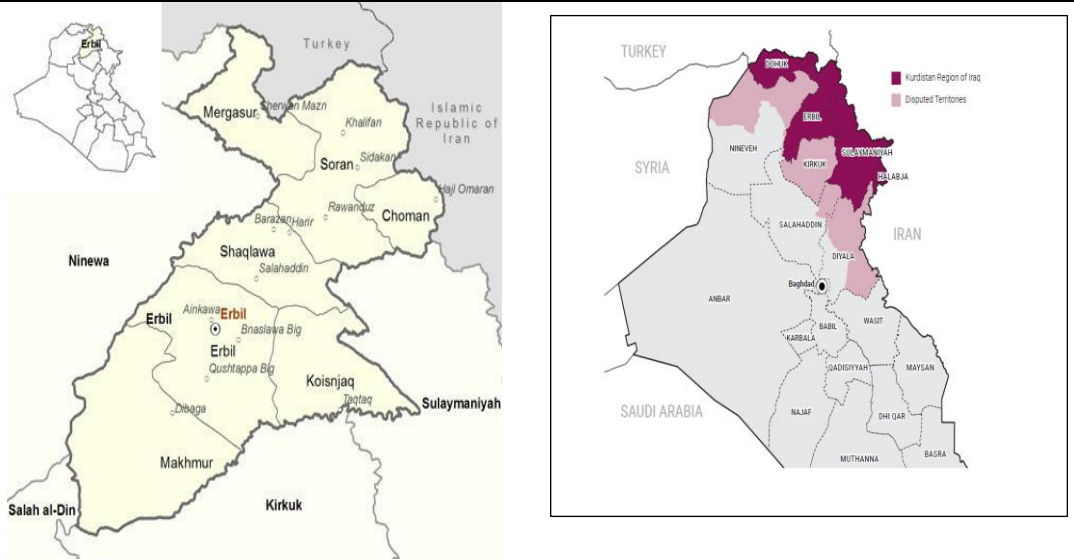 Erbil
Turkey
Islamic
Republic of
Iran
Mergasur
Sherwan Mazn
Khalifan
Soran
Sidakan
Haji Omaran
Choman
Rawanduz
Barazan
Harir
Shaqlawa
Salahaddin
Ninewa
Ainkawa
Erbil
Erbil
Bnaslawa Big
Erbil
Qushtappa Big
Koisnjaq
Taqtaq
Sulaymaniyah
Dibaga
Makhmur
Salah al-Din
Kirkuk
TURKEY
DOHUK
Kurdistan Region of Iraq
Disputed Territories
ERBIL
NINEVEH
SULAYMANIYAH
SYRIA
KIRKUK
HALABJA
SALAHADDIN
IRAN
DIYALA
Baghdad
ANBAR
WASIT
BABIL
KARBALA
QADISIYYAH
MAYSAN
SAUDI ARABIA
NAJAF
DHI QAR
BASRA
MUTHANNA